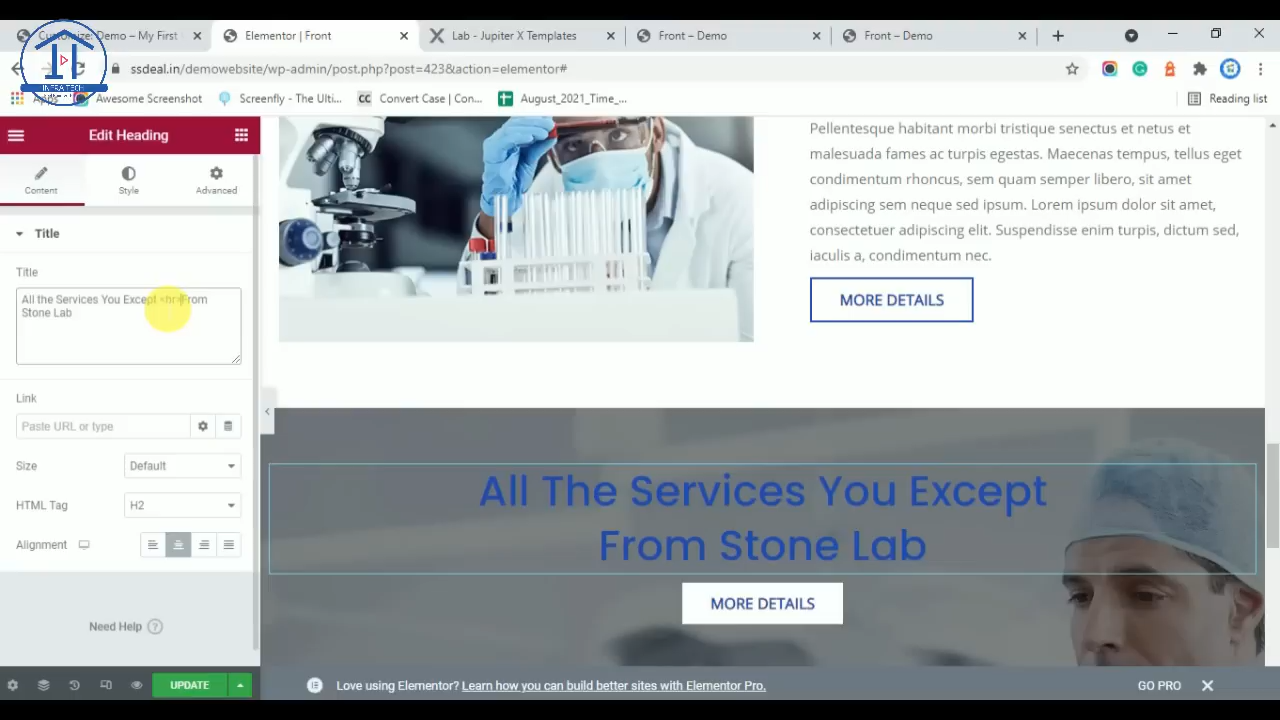 Customize: Demo – My First
Elementor | Front
Lab - Jupiter X Templates
Front – Demo
Front – Demo
IT
INFRA TECH
ssdeal.in/demowebsite/wp-admin/post.php?post=423&action=elementor#
Apps
Awesome Screenshot
Screenfly - The Ulti...
CC Convert Case | Con...
August_2021_Time_...
Reading list
Edit Heading
Content
Style
Advanced
Title
Title
All the Services You Except <br>From
Stone Lab
Link
Paste URL or type
Size
Default
HTML Tag
H2
Alignment
Need Help ?
UPDATE
Pellentesque habitant morbi tristique senectus et netus et
malesuada fames ac turpis egestas. Maecenas tempus, tellus eget
condimentum rhoncus, sem quam semper libero, sit amet
adipiscing sem neque sed ipsum. Lorem ipsum dolor sit amet,
consectetuer adipiscing elit. Suspendisse enim turpis, dictum sed,
iaculis a, condimentum nec.
MORE DETAILS
All The Services You Except
From Stone Lab
MORE DETAILS
Love using Elementor? Learn how you can build better sites with Elementor Pro.
GO PRO